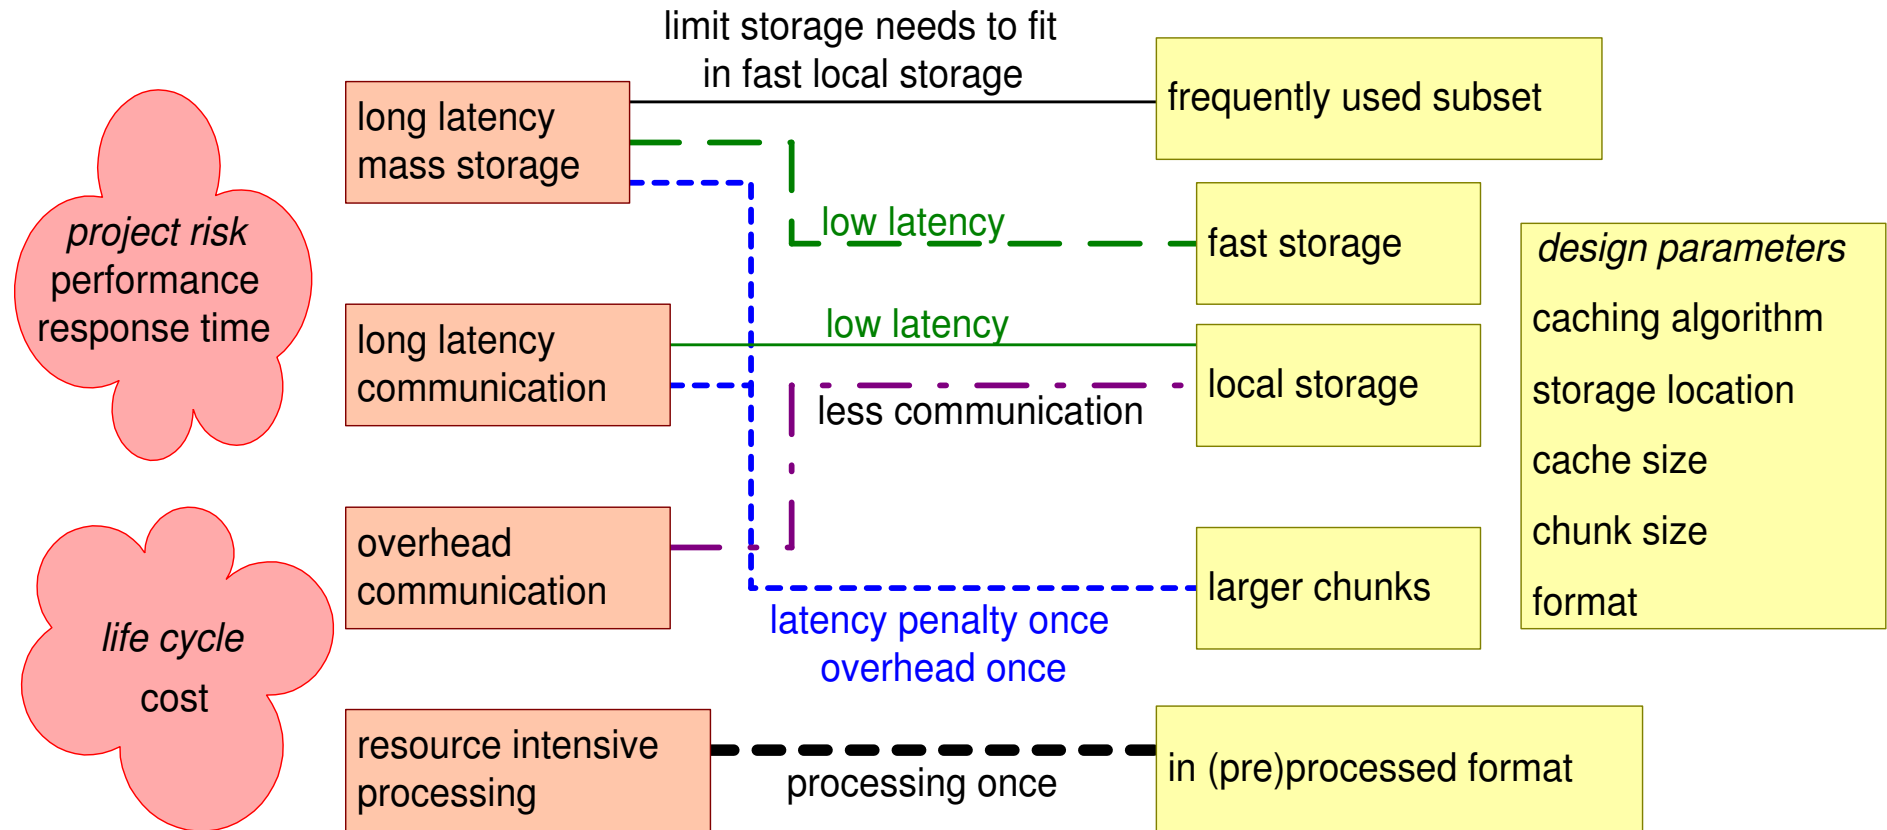 limit storage needs to fit
in fast local storage
project risk
performance
response time
life cycle
cost
long latency
mass storage
long latency
communication
overhead
communication
resource intensive
processing
low latency
low latency
less communication
latency penalty once
overhead once
processing once
frequently used subset
fast storage
local storage
larger chunks
in (pre)processed format
design parameters
caching algorithm
storage location
cache size
chunk size
format